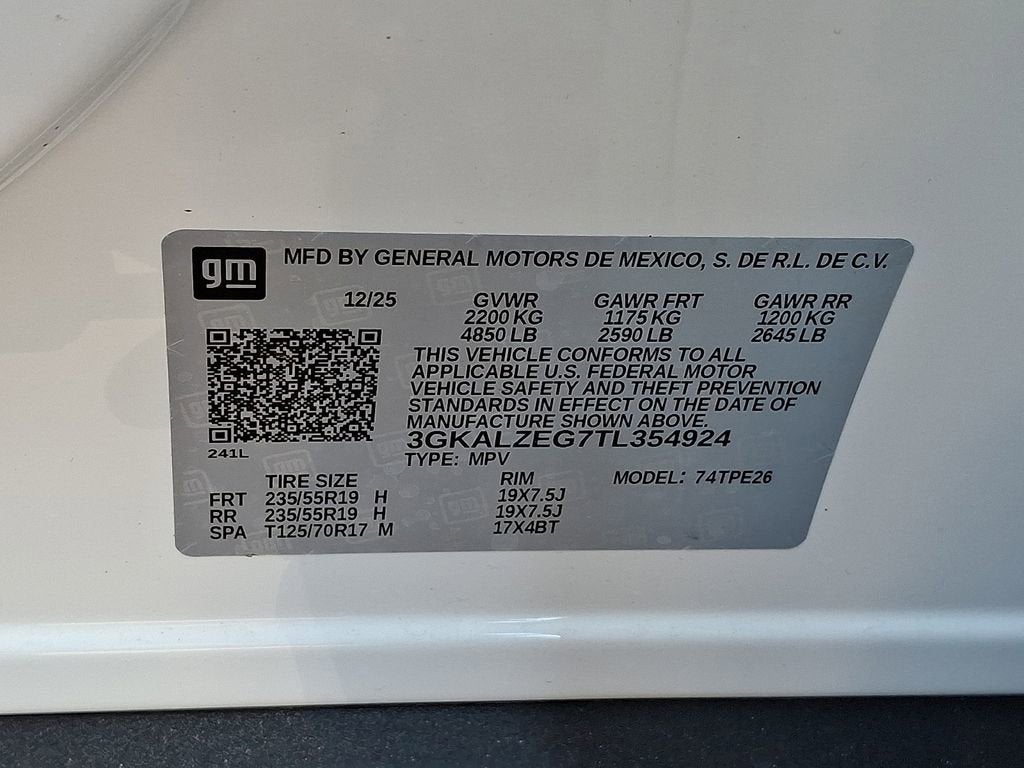 gm MFD BY GENERAL MOTORS DE MEXICO, S. DE R.L. DE C.V.
12/25 GVWR GAWR FRT GAWR RR
2200 KG 1175 KG 1200 KG
4850 LB 2590 LB 2645 LB
THIS VEHICLE CONFORMS TO ALL
APPLICABLE U.S. FEDERAL MOTOR
VEHICLE SAFETY AND THEFT PREVENTION
STANDARDS IN EFFECT ON THE DATE OF
MANUFACTURE SHOWN ABOVE.
3GKALZEG7TL354924
241L
TYPE: MPV
TIRE SIZE RIM MODEL: 74TPE26
FRT 235/55R19 H 19X7.5J
RR 235/55R19 H 19X7.5J
SPA T125/70R17 M 17X4BT